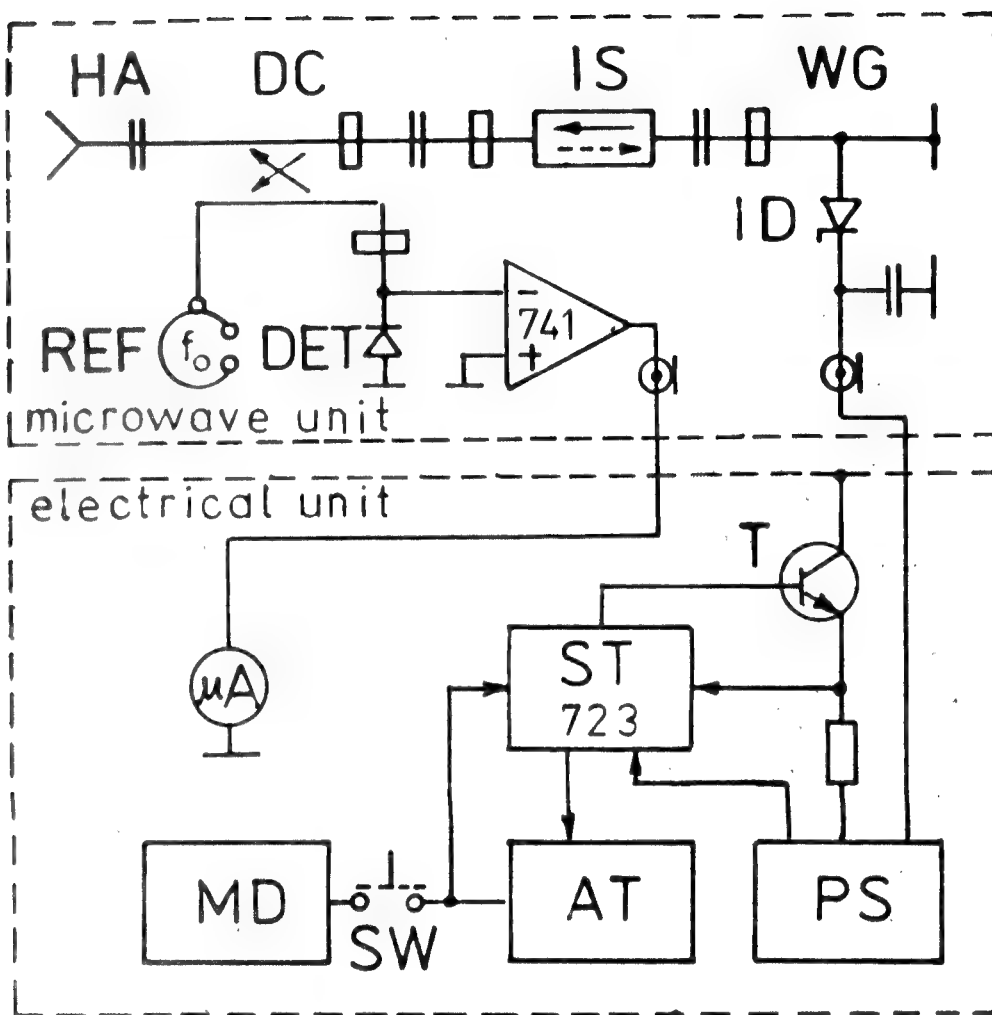 HA DC IS WG
ID
− 741 +
REF f₀ DET
microwave unit
electrical unit
T
μA
ST
723
MD AT PS
SW